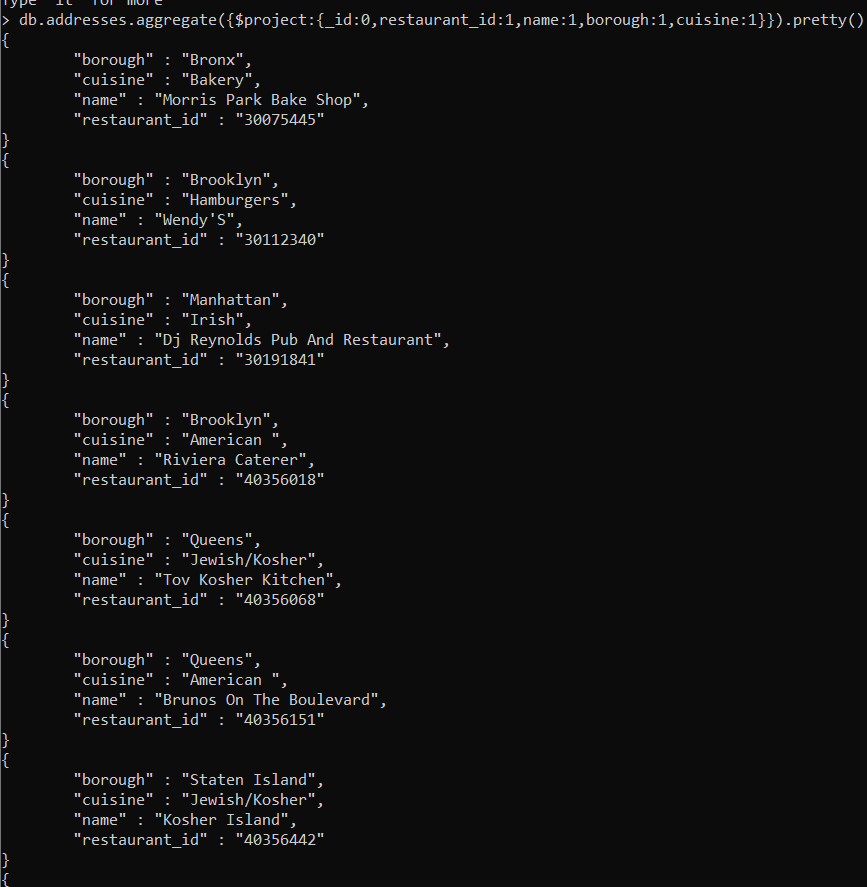 Type "it" for more
> db.addresses.aggregate({$project:{_id:0,restaurant_id:1,name:1,borough:1,cuisine:1}}).pretty()
{
        "borough" : "Bronx",
        "cuisine" : "Bakery",
        "name" : "Morris Park Bake Shop",
        "restaurant_id" : "30075445"
}
{
        "borough" : "Brooklyn",
        "cuisine" : "Hamburgers",
        "name" : "Wendy'S",
        "restaurant_id" : "30112340"
}
{
        "borough" : "Manhattan",
        "cuisine" : "Irish",
        "name" : "Dj Reynolds Pub And Restaurant",
        "restaurant_id" : "30191841"
}
{
        "borough" : "Brooklyn",
        "cuisine" : "American ",
        "name" : "Riviera Caterer",
        "restaurant_id" : "40356018"
}
{
        "borough" : "Queens",
        "cuisine" : "Jewish/Kosher",
        "name" : "Tov Kosher Kitchen",
        "restaurant_id" : "40356068"
}
{
        "borough" : "Queens",
        "cuisine" : "American ",
        "name" : "Brunos On The Boulevard",
        "restaurant_id" : "40356151"
}
{
        "borough" : "Staten Island",
        "cuisine" : "Jewish/Kosher",
        "name" : "Kosher Island",
        "restaurant_id" : "40356442"
}
{